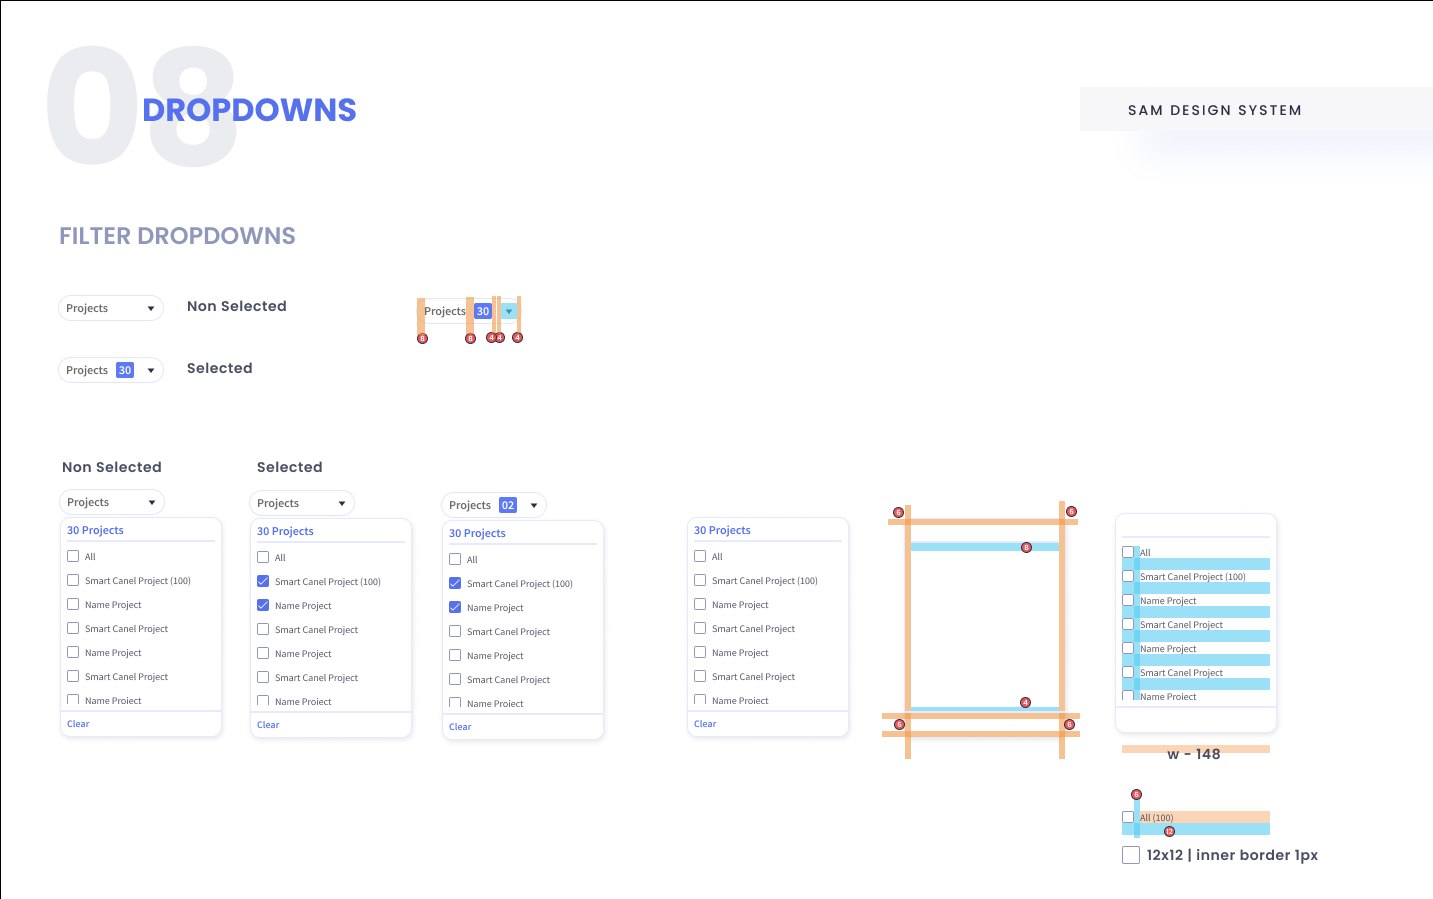 08
DROPDOWNS
SAM DESIGN SYSTEM
FILTER DROPDOWNS
Projects
Non Selected
Projects 30
8 8 4 4 4
Projects 30
Selected
Non Selected
Selected
Projects
30 Projects
All
Smart Canel Project (100)
Name Project
Smart Canel Project
Name Project
Smart Canel Project
Name Project
Clear
Projects
30 Projects
All
Smart Canel Project (100)
Name Project
Smart Canel Project
Name Project
Smart Canel Project
Name Project
Clear
Projects 02
30 Projects
All
Smart Canel Project (100)
Name Project
Smart Canel Project
Name Project
Smart Canel Project
Name Project
Clear
30 Projects
All
Smart Canel Project (100)
Name Project
Smart Canel Project
Name Project
Smart Canel Project
Name Project
Clear
6 6
8
4
6 6
All
Smart Canel Project (100)
Name Project
Smart Canel Project
Name Project
Smart Canel Project
Name Project
w - 148
6
All (100)
12
12x12 | inner border 1px